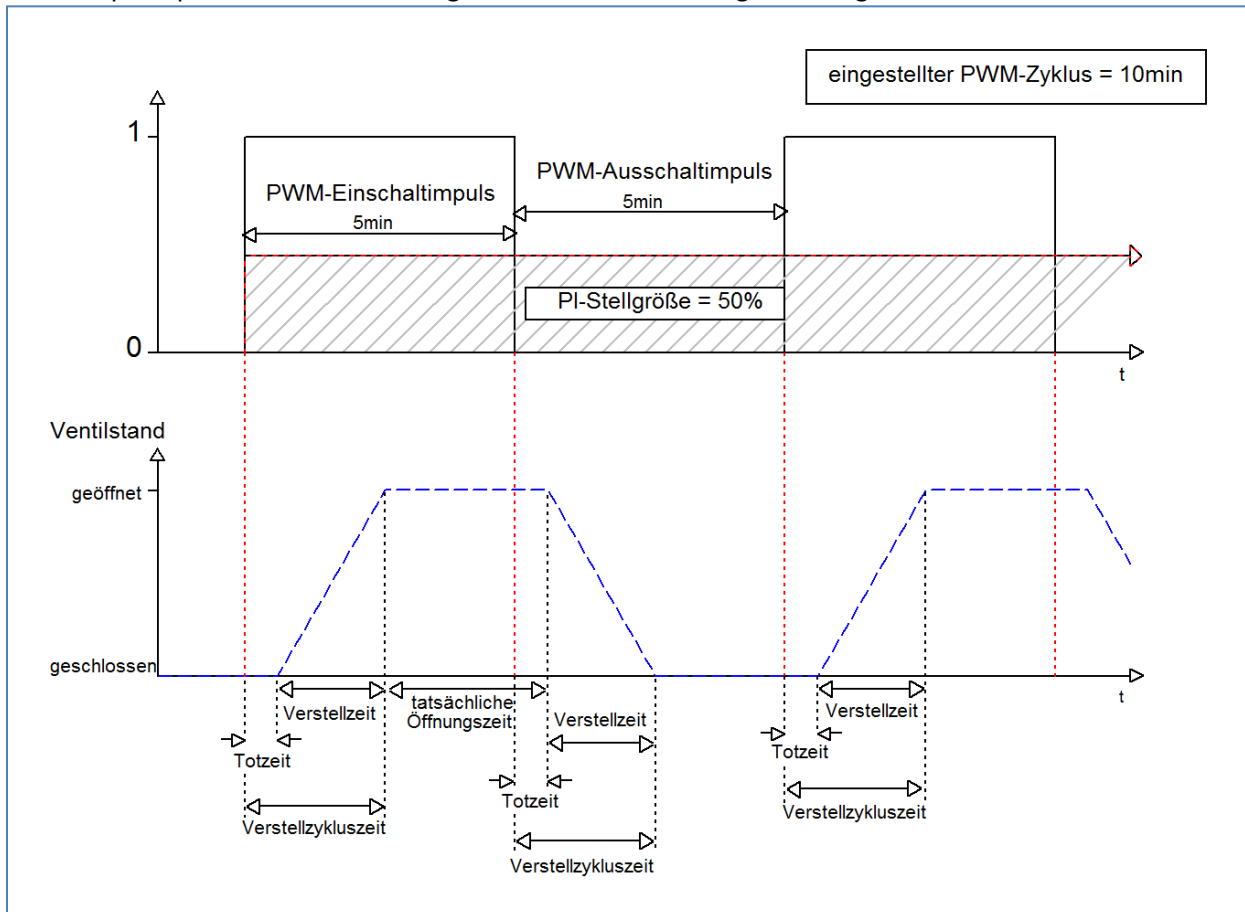 eingestellter PWM-Zyklus = 10min
1
PWM-Einschaltimpuls
5min
PWM-Ausschaltimpuls
5min
PI-Stellgröße = 50%
0
t
Ventilstand
geöffnet
geschlossen
t
Verstellzeit
tatsächliche
Öffnungszeit
Verstellzeit
Verstellzeit
Totzeit
Totzeit
Totzeit
Verstellzykluszeit
Verstellzykluszeit
Verstellzykluszeit